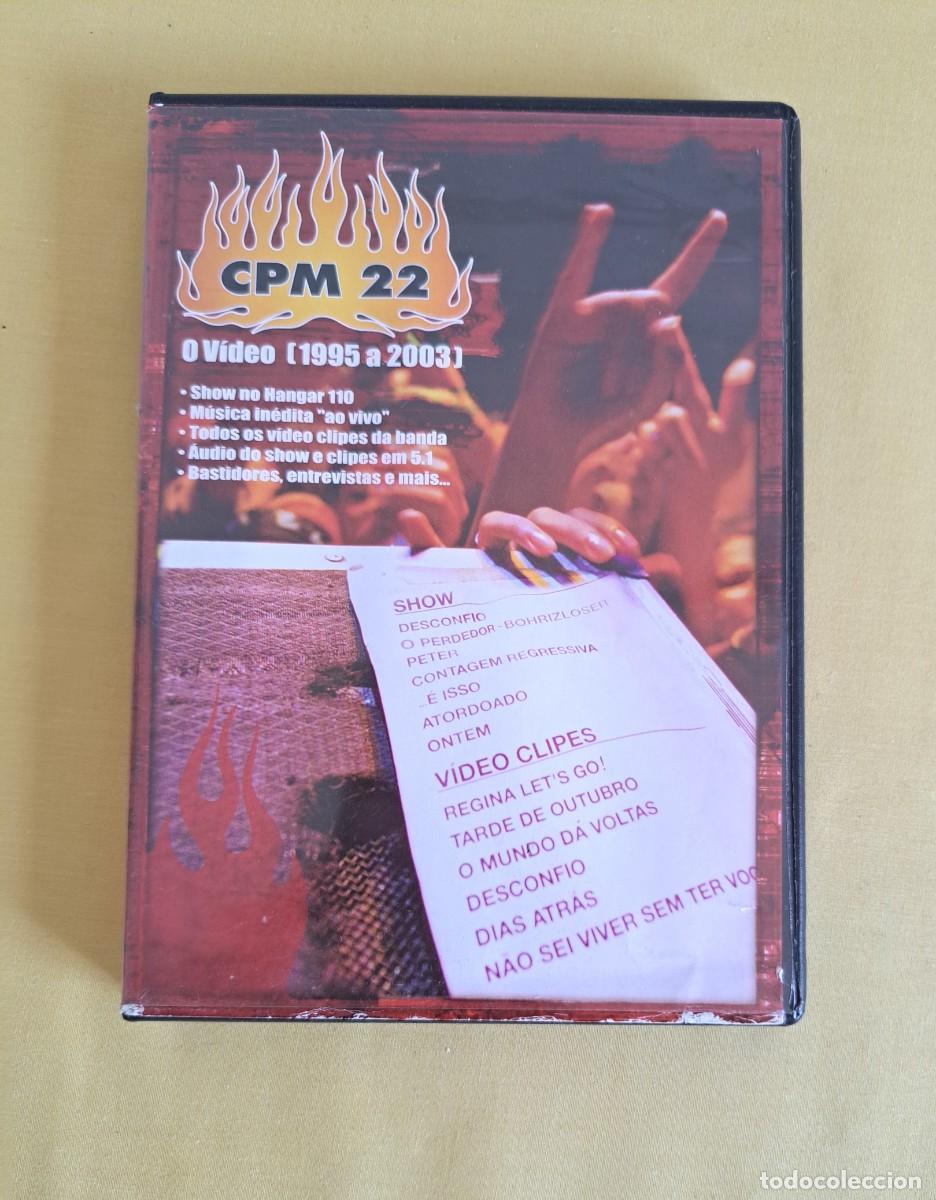 CPM 22
O Vídeo [1995 a 2003]
• Show no Hangar 110
• Música inédita "ao vivo"
• Todos os vídeo clipes da banda
• Áudio do show e clipes em 5.1
• Bastidores, entrevistas e mais...
SHOW
DESCONFIO
O PERDEDOR-BOHRIZLOSER
PETER
CONTAGEM REGRESSIVA
...É ISSO
ATORDOADO
ONTEM
VÍDEO CLIPES
REGINA LET'S GO!
TARDE DE OUTUBRO
O MUNDO DÁ VOLTAS
DESCONFIO
DIAS ATRÁS
NÃO SEI VIVER SEM TER VOC
todocoleccion